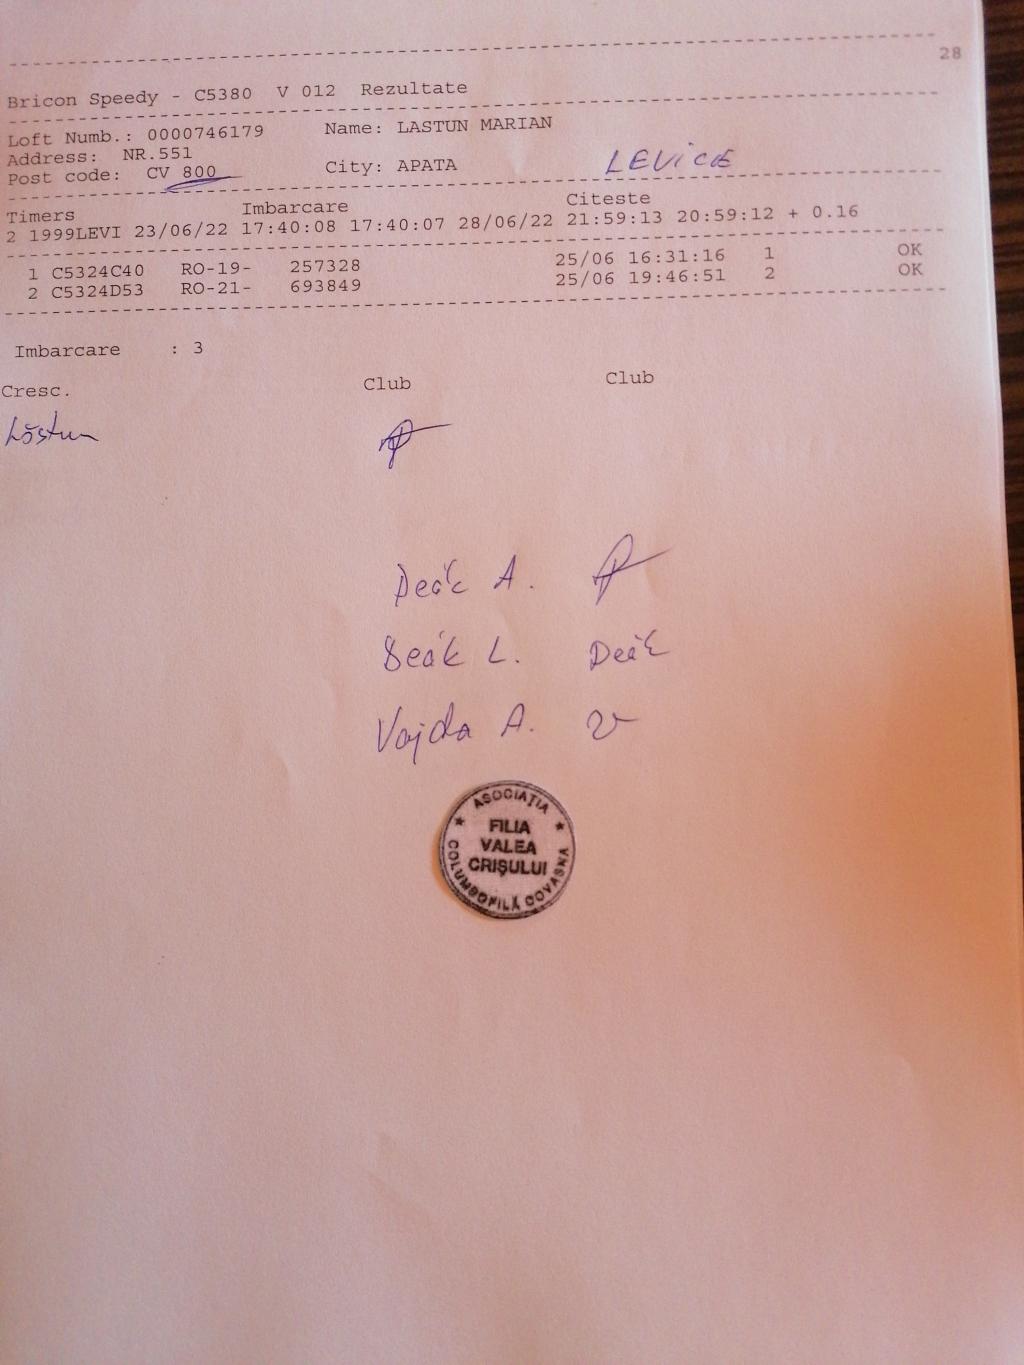 28
Bricon Speedy - C5380 V 012 Rezultate
Loft Numb.: 0000746179 Name: LASTUN MARIAN
Address: NR.551
Post code: CV 800 City: APATA LEVICE
Timers Imbarcare Citeste
2 1999LEVI 23/06/22 17:40:08 17:40:07 28/06/22 21:59:13 20:59:12 + 0.16
1 C5324C40 RO-19- 257328 25/06 16:31:16 1 OK
2 C5324D53 RO-21- 693849 25/06 19:46:51 2 OK
Imbarcare : 3
Cresc. Club Club
Lăstun
Deák A.
Deák L. Deák
Vajda A.
ASOCIAȚIA
FILIA
VALEA
CRIŞULUI
COLUMBOFILĂ COVASNA